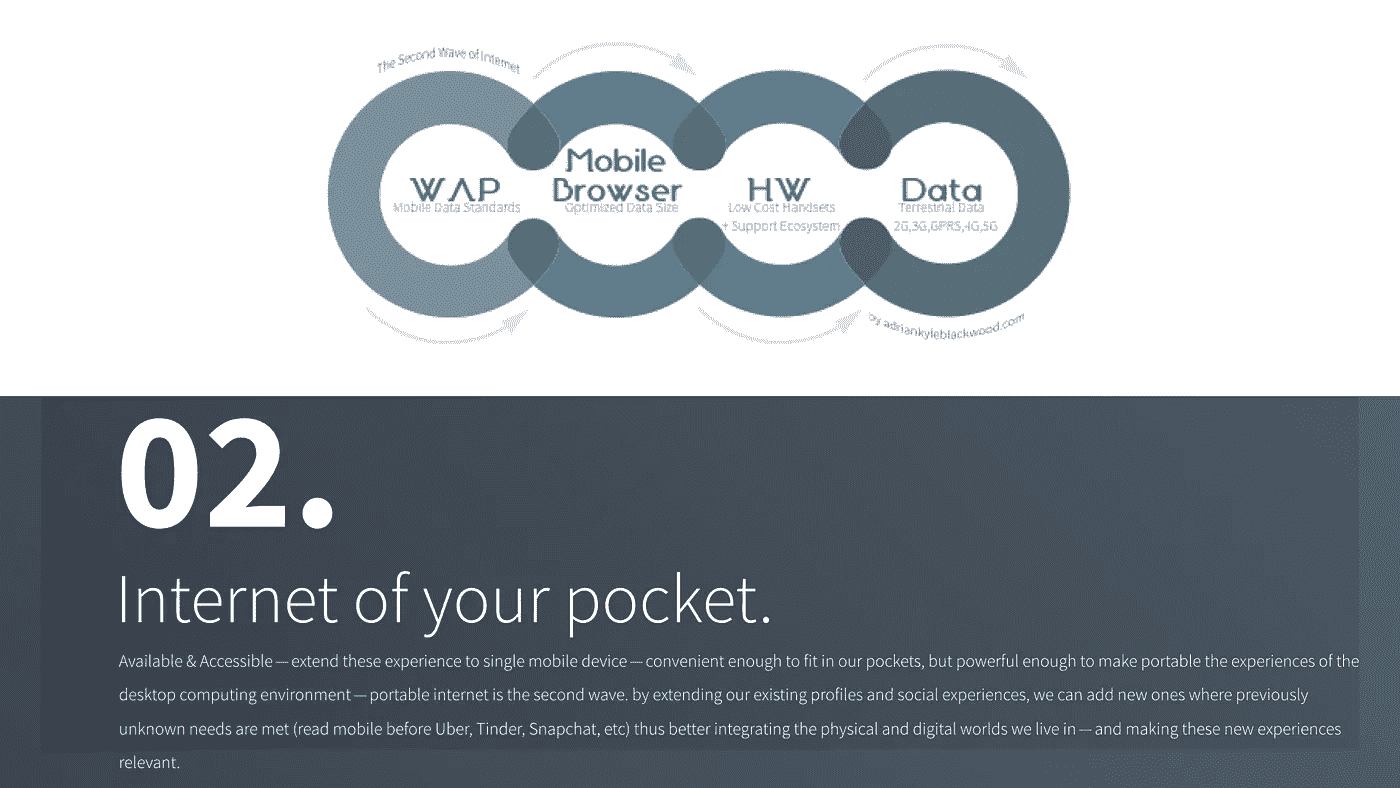 The Second Wave of Internet
WAP
Mobile Data Standards
Mobile
Browser
Optimized Data Size
HW
Low Cost Handsets
+ Support Ecosystem
Data
Terrestrial Data
2G,3G,GPRS,4G,5G
by adriankyleblackwood.com
02.
Internet of your pocket.
Available & Accessible — extend these experience to single mobile device — convenient enough to fit in our pockets, but powerful enough to make portable the experiences of the
desktop computing environment — portable internet is the second wave. by extending our existing profiles and social experiences, we can add new ones where previously
unknown needs are met (read mobile before Uber, Tinder, Snapchat, etc) thus better integrating the physical and digital worlds we live in — and making these new experiences
relevant.